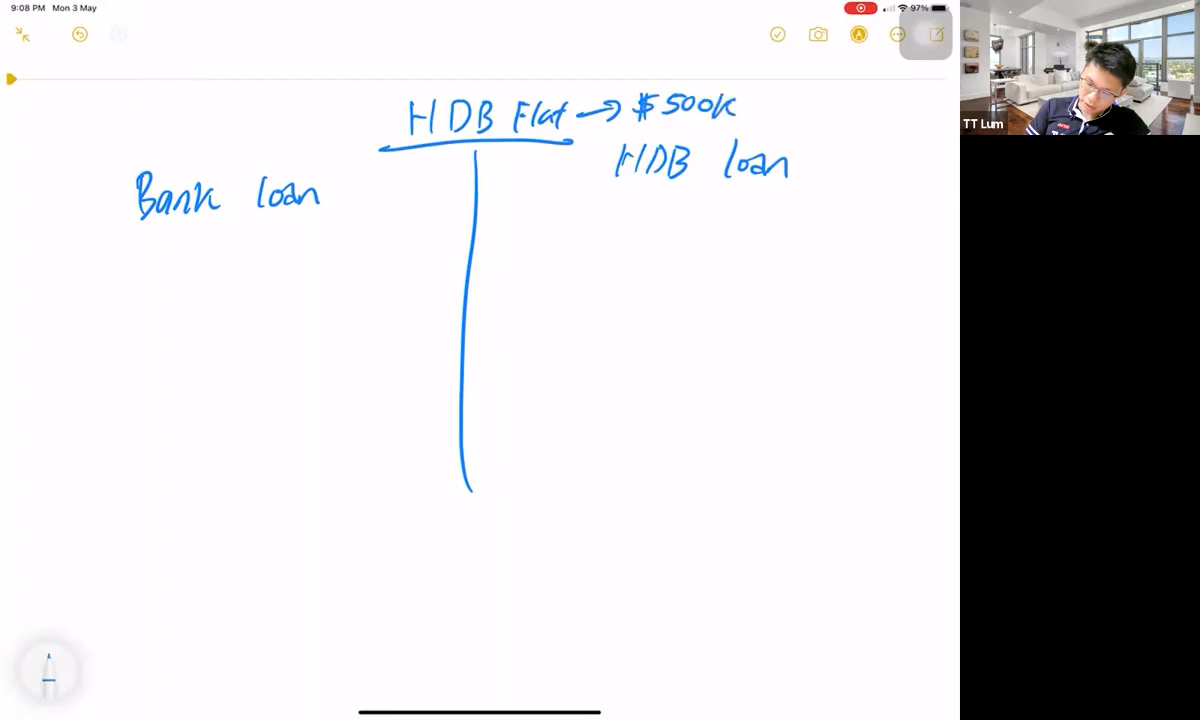 9:08 PM Mon 3 May
97%
HDB Flat → $500k
HDB loan
Bank loan
TT Lum